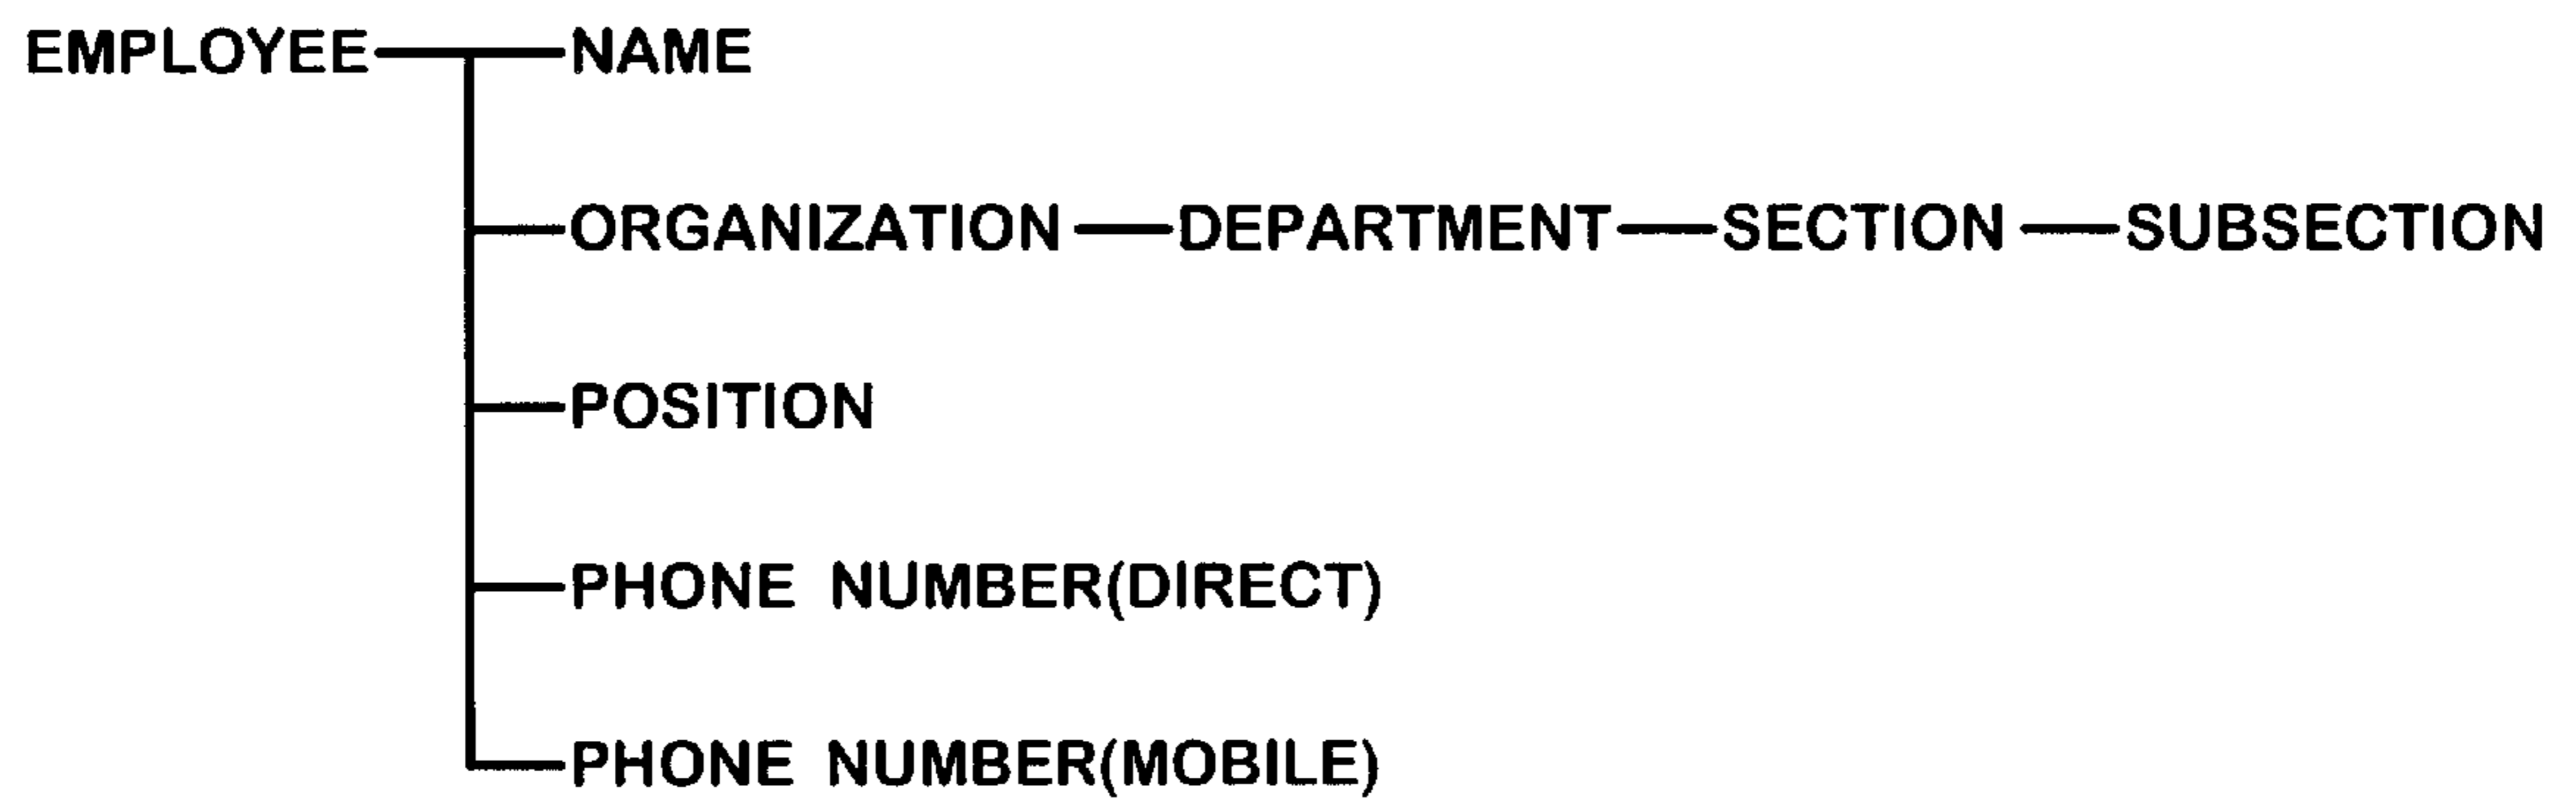 EMPLOYEE NAME
ORGANIZATION DEPARTMENT SECTION SUBSECTION
POSITION
PHONE NUMBER(DIRECT)
PHONE NUMBER(MOBILE)